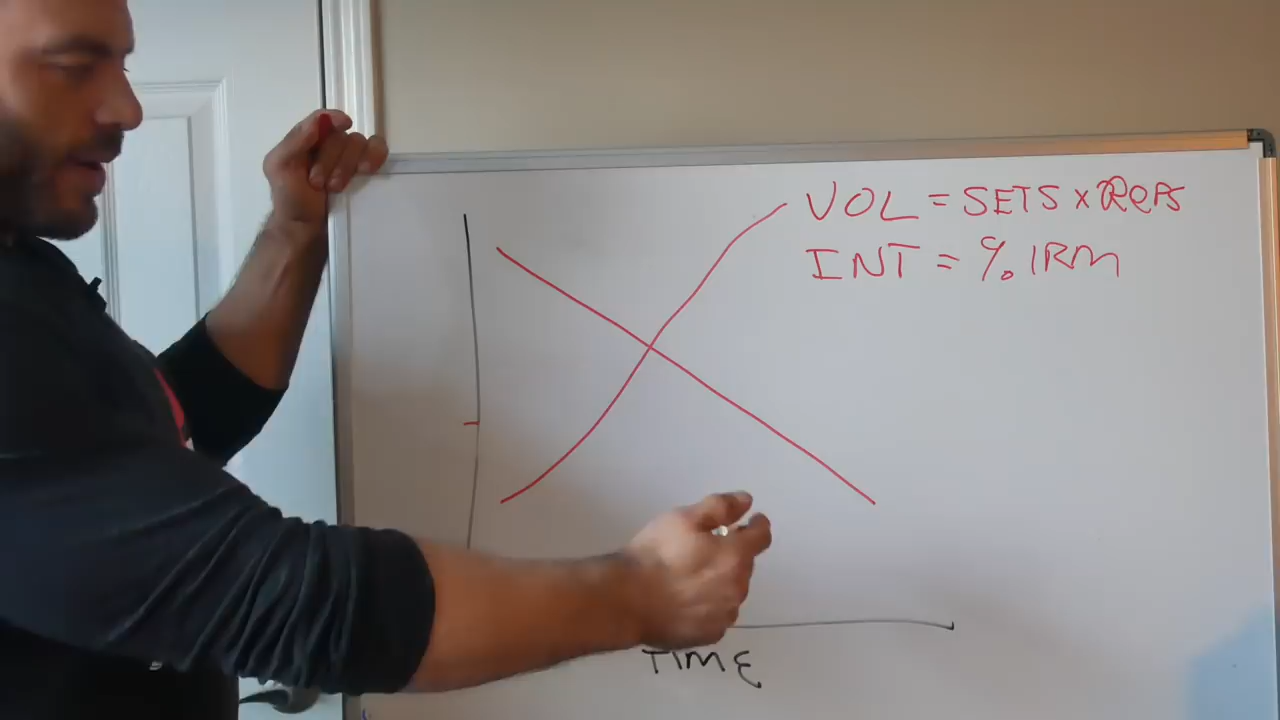 VOL = SETS x REPS
INT = %1RM
TIME